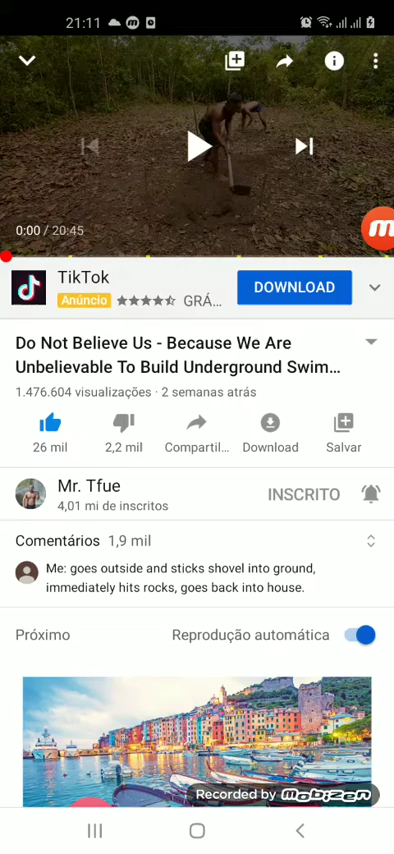 21:11
0:00 / 20:45
TikTok
Anúncio GRÁ...
DOWNLOAD
Do Not Believe Us - Because We Are
Unbelievable To Build Underground Swim...
1.476.604 visualizações · 2 semanas atrás
26 mil
2,2 mil
Compartil...
Download
Salvar
Mr. Tfue
4,01 mi de inscritos
INSCRITO
Comentários 1,9 mil
Me: goes outside and sticks shovel into ground,
immediately hits rocks, goes back into house.
Próximo
Reprodução automática
Recorded by mobizen